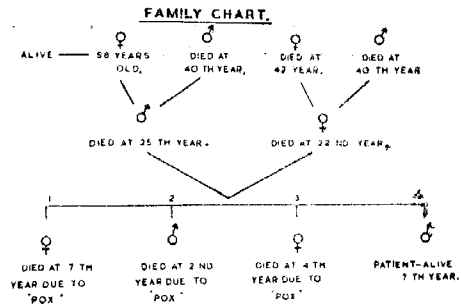 FAMILY CHART.
ALIVE 58 YEARS OLD. DIED AT 40 TH YEAR, DIED AT 42 YEAR. DIED AT 40 TH YEAR
DIED AT 25 TH YEAR. DIED AT 22 ND YEAR,
1 2 3 4
DIED AT 7 TH YEAR DUE TO "POX" DIED AT 2 ND YEAR DUE TO "POX" DIED AT 4 TH YEAR DUE TO "POX" PATIENT-ALIVE 7 TH YEAR.